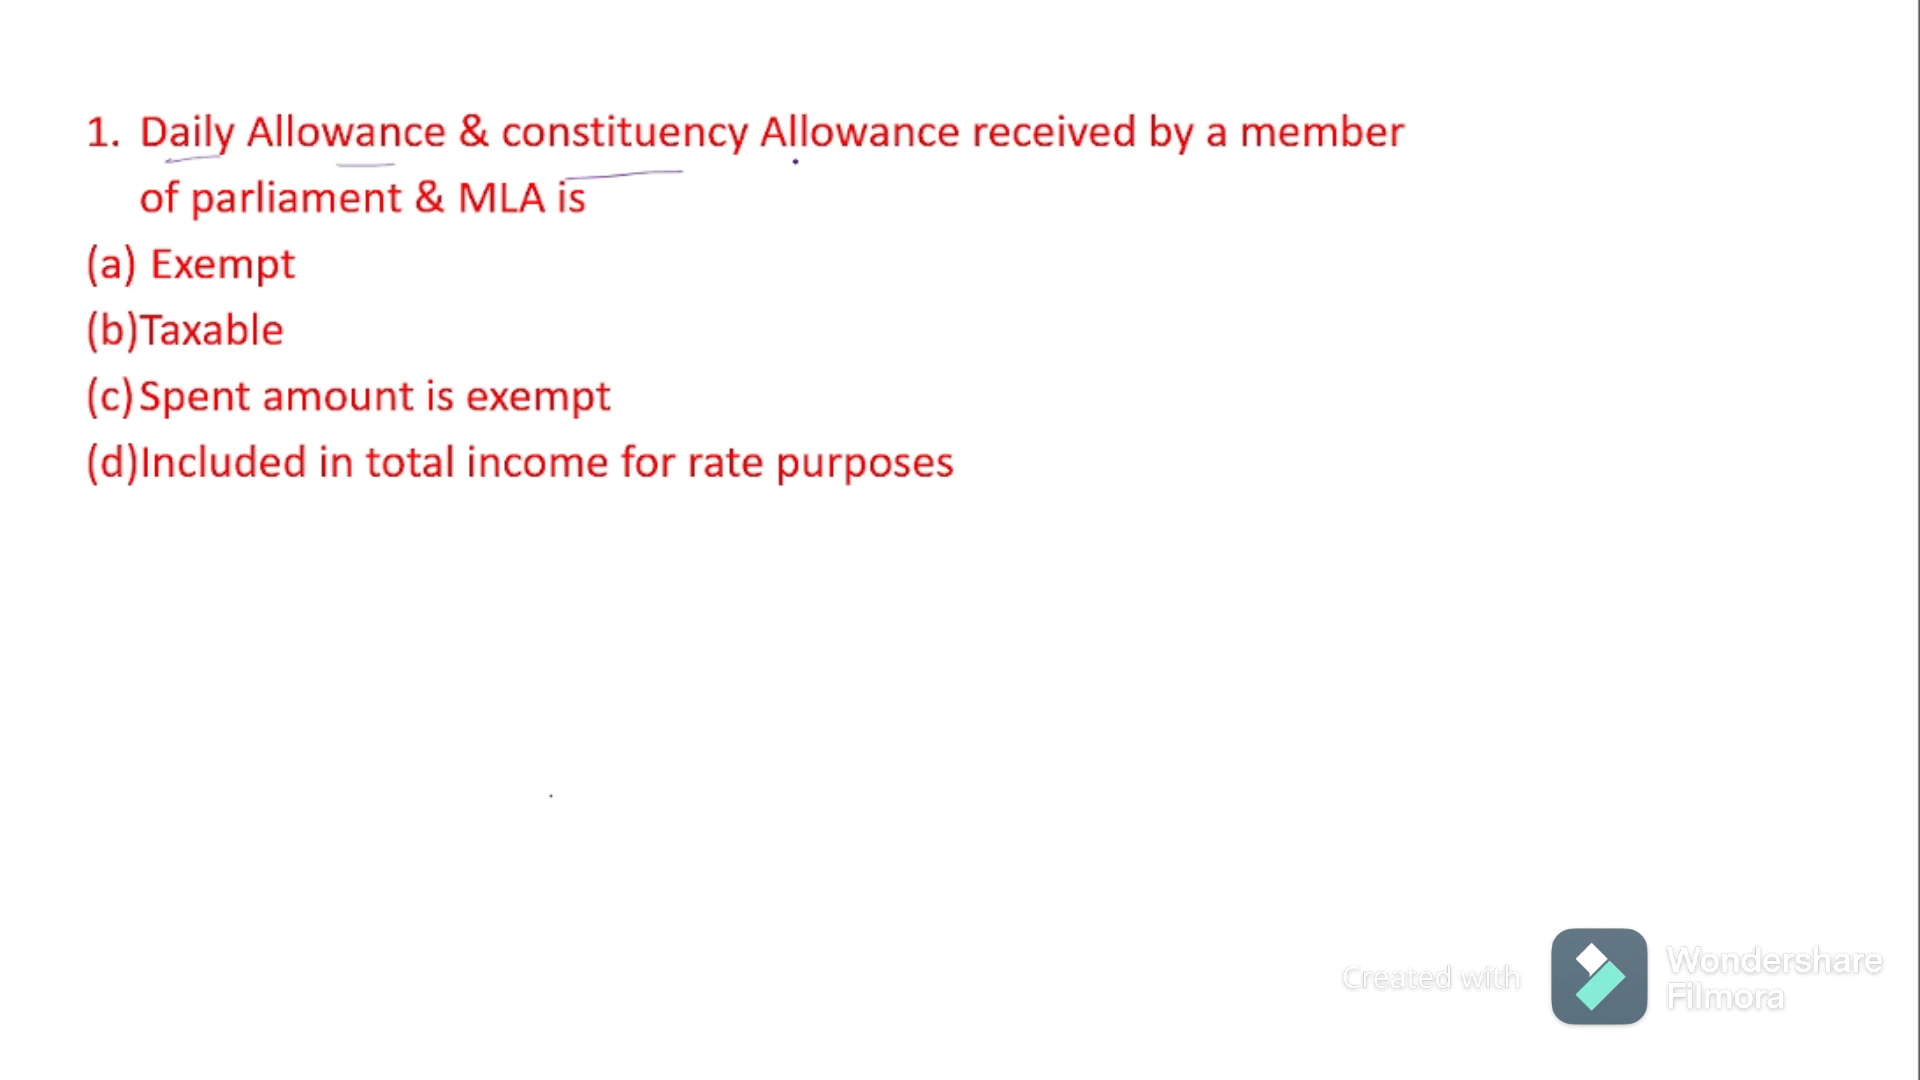 1. Daily Allowance & constituency Allowance received by a member
of parliament & MLA is
(a) Exempt
(b)Taxable
(c) Spent amount is exempt
(d)Included in total income for rate purposes
Created with
Wondershare
Filmora